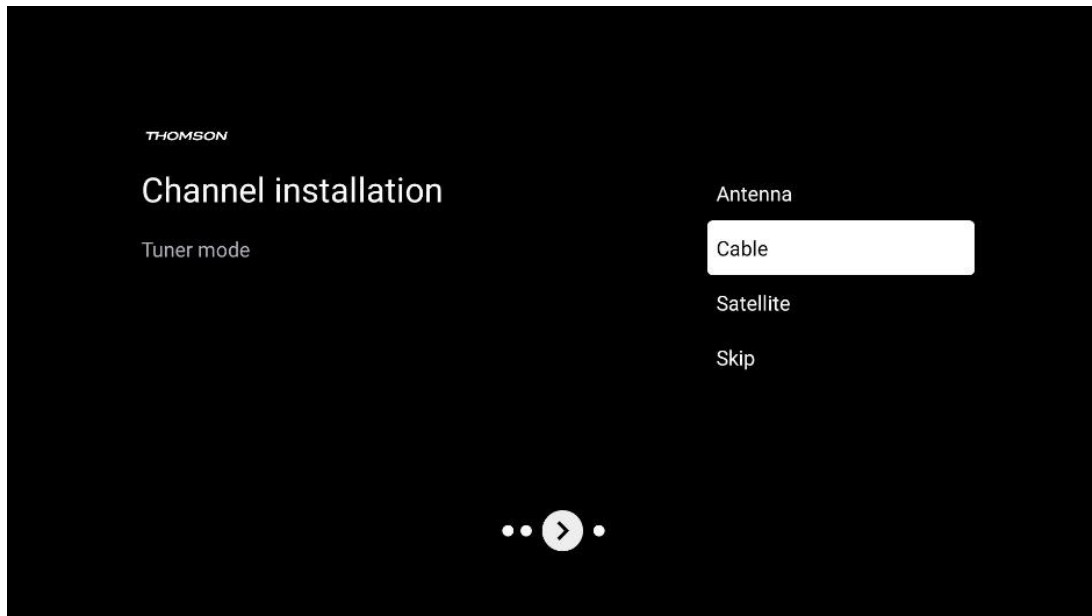 THOMSON
Channel installation
Tuner mode
Antenna
Cable
Satellite
Skip